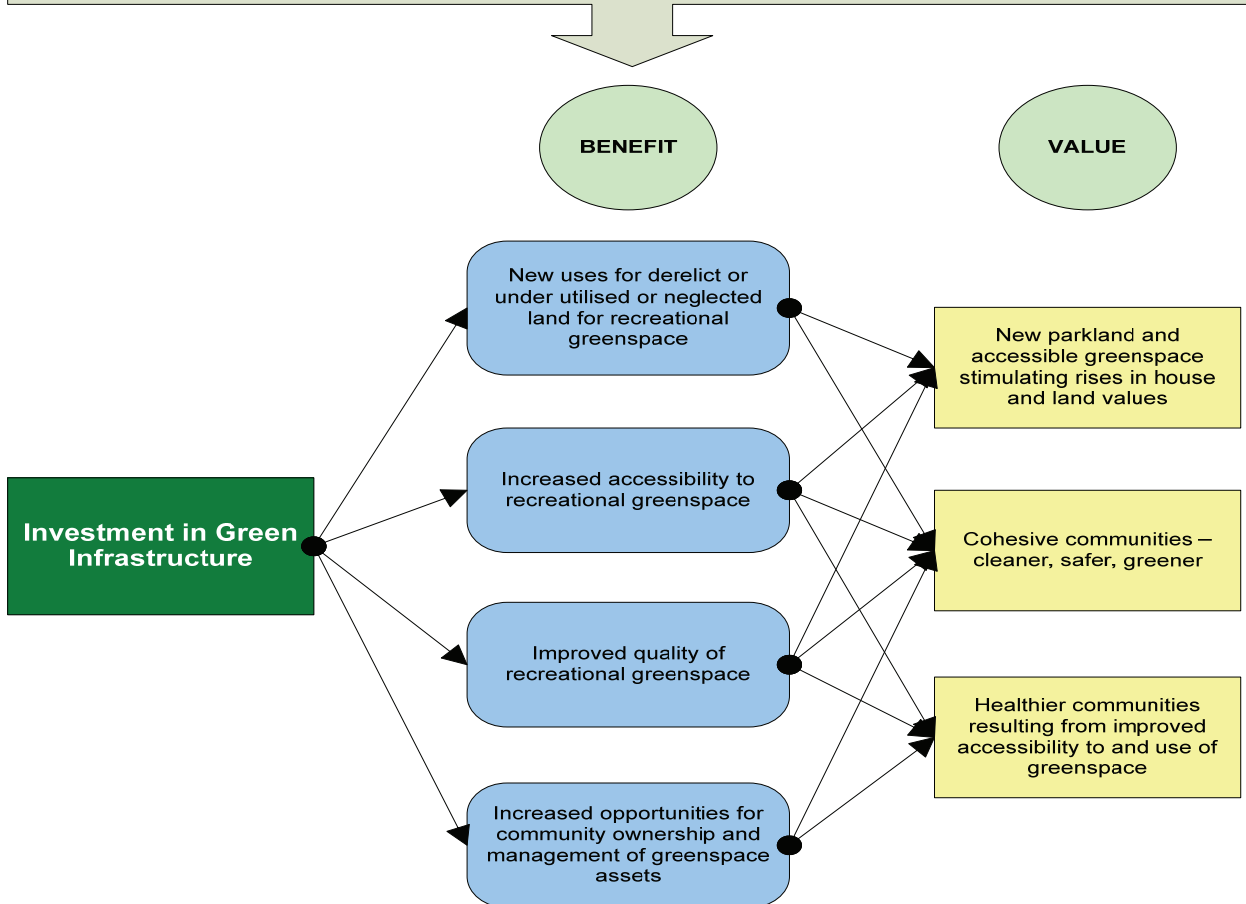 BENEFIT
VALUE
New uses for derelict or
under utilised or neglected
land for recreational
greenspace
New parkland and
accessible greenspace
stimulating rises in house
and land values
Increased accessibility to
recreational greenspace
Investment in Green
Infrastructure
Cohesive communities –
cleaner, safer, greener
Improved quality of
recreational greenspace
Healthier communities
resulting from improved
accessibility to and use of
greenspace
Increased opportunities for
community ownership and
management of greenspace
assets